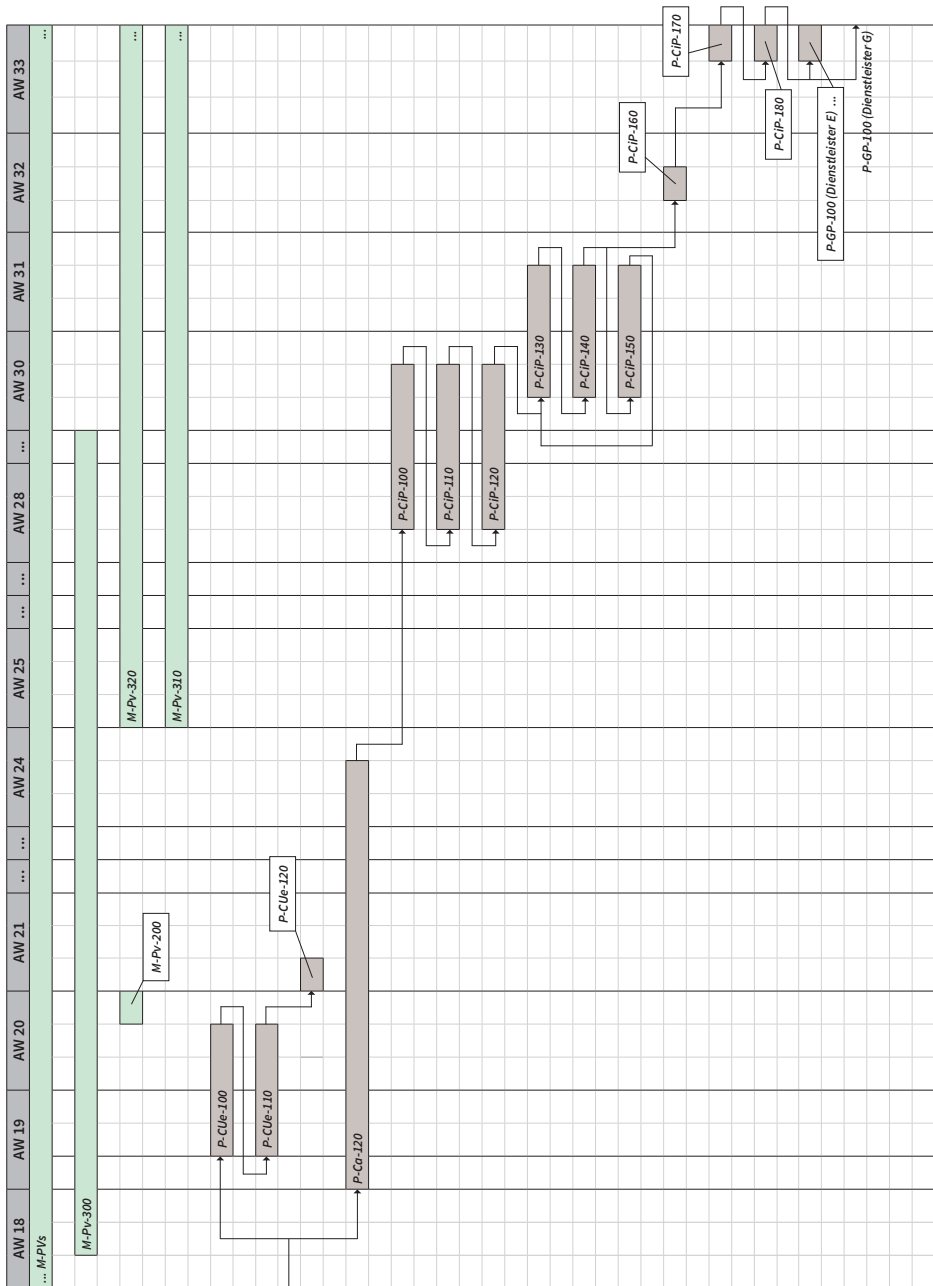 AW 18
AW 19
AW 20
AW 21
...
...
AW 24
AW 25
...
...
AW 28
...
AW 30
AW 31
AW 32
AW 33
... M-PVs
...
M-Pv-300
M-Pv-200
M-Pv-320
...
M-Pv-310
...
P-CUe-100
P-CUe-110
P-CUe-120
P-Ca-120
P-CiP-100
P-CiP-110
P-CiP-120
P-CiP-130
P-CiP-140
P-CiP-150
P-CiP-160
P-CiP-170
P-CiP-180
P-GP-100 (Dienstleister E) ...
P-GP-100 (Dienstleister G)